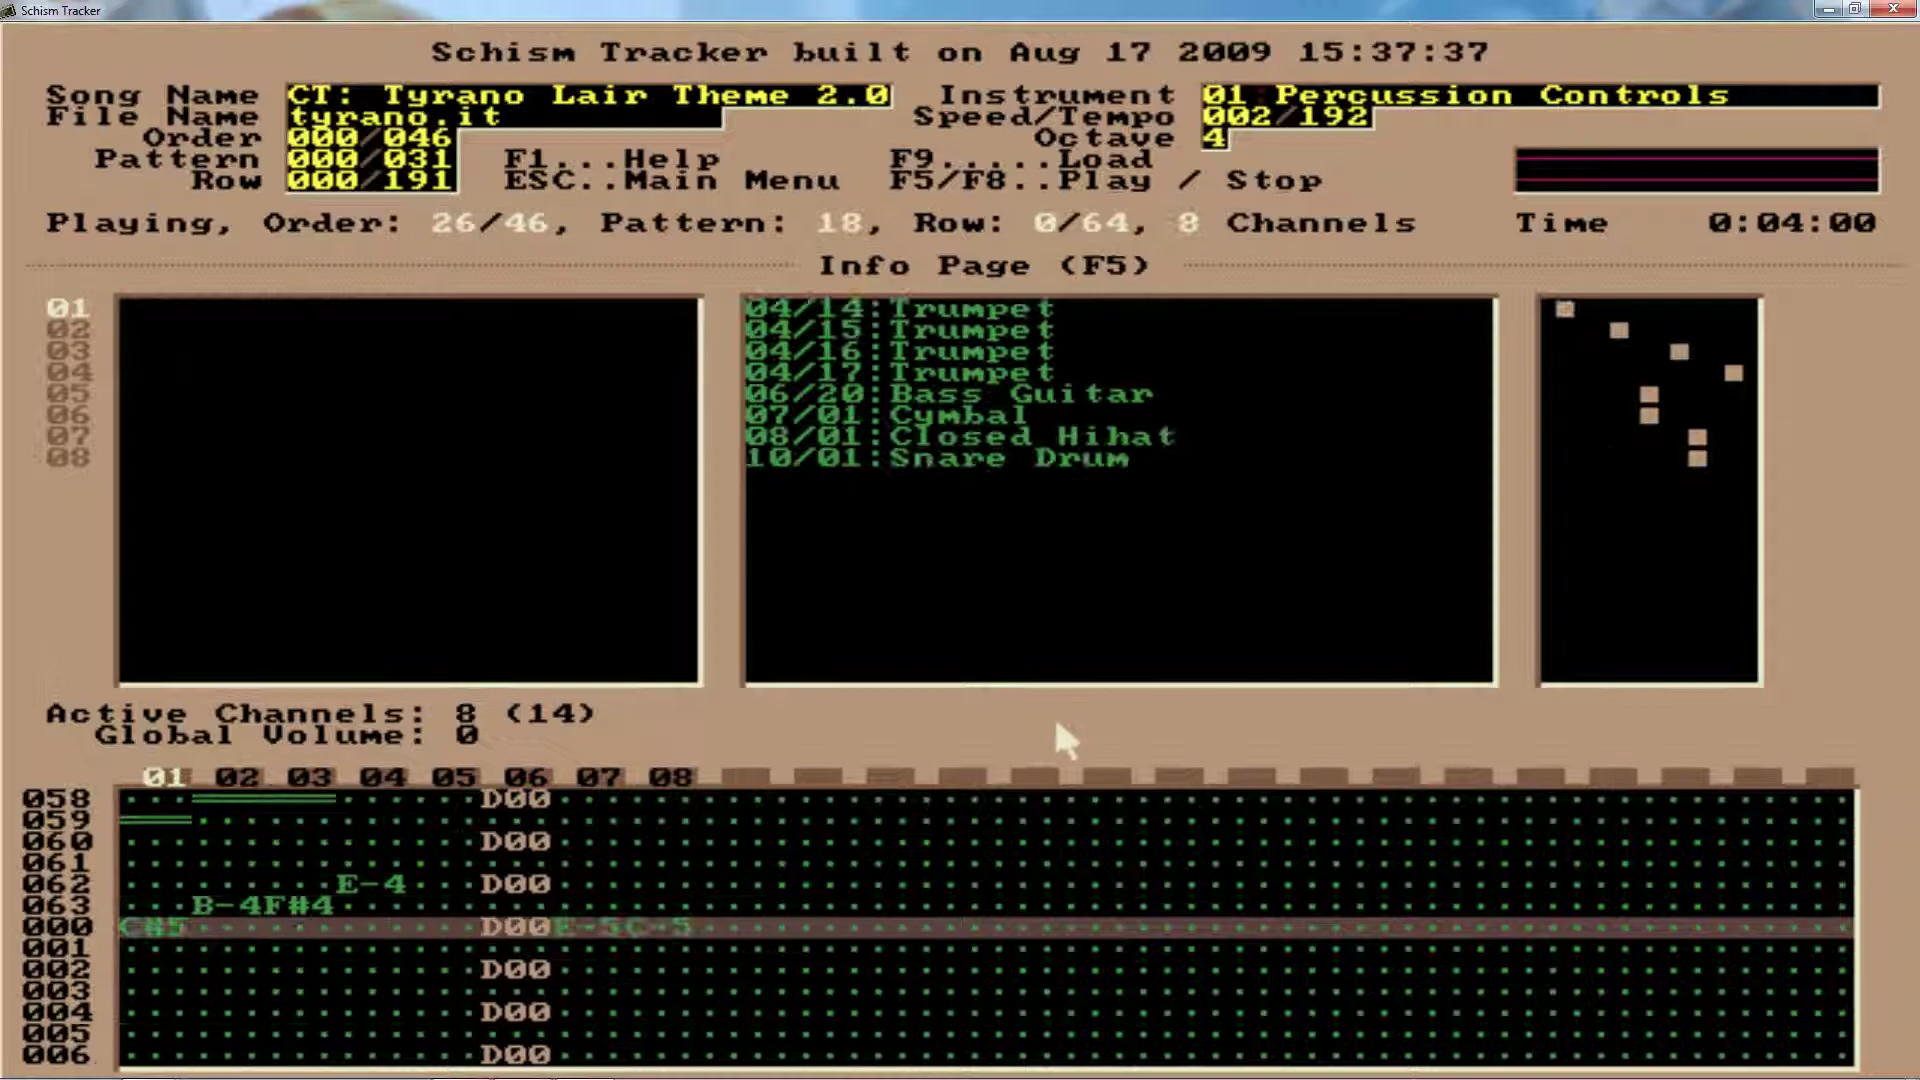 Schism Tracker
Schism Tracker built on Aug 17 2009 15:37:37
Song Name CT: Tyrano Lair Theme 2.0 Instrument 01 Percussion Controls
File Name tyrano.it Speed/Tempo 002/192
Order 000/046 Octave 4
Pattern 000/031 F1...Help F9.....Load
Row 000/191 ESC..Main Menu F5/F8..Play / Stop
Playing, Order: 26/46, Pattern: 18, Row: 0/64, 8 Channels Time 0:04:00
Info Page (F5)
01 04/14:Trumpet
02 04/15:Trumpet
03 04/16:Trumpet
04 04/17:Trumpet
05 06/20:Bass Guitar
06 07/01:Cymbal
07 08/01:Closed Hihat
08 10/01:Snare Drum
Active Channels: 8 (14)
Global Volume: 0
01 02 03 04 05 06 07 08
058 D00
059
060 D00
061
062 E-4 D00
063 B-4F#4
000 C#5 D00E-5C-5
001
002 D00
003
004 D00
005
006 D00